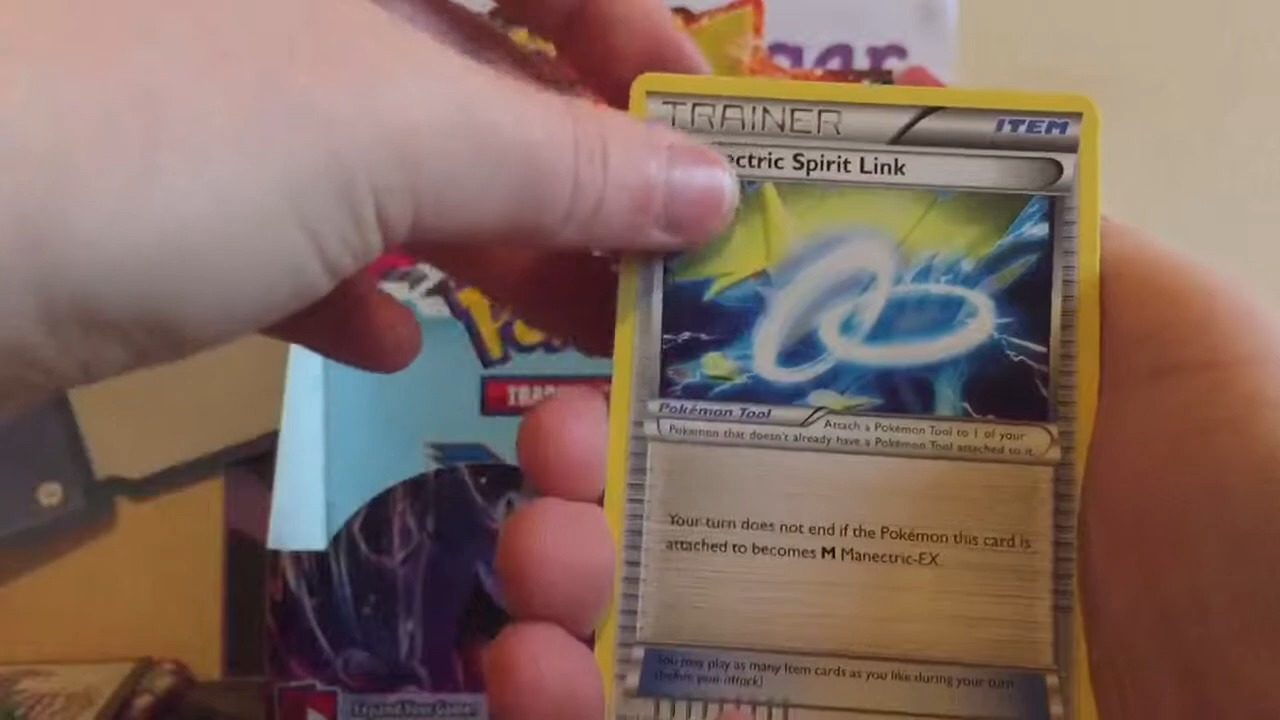 TRAINER ITEM
ectric Spirit Link
Pokémon Tool
Attach a Pokémon Tool to 1 of your
Pokémon that doesn't already have a Pokémon Tool attached to it.
Your turn does not end if the Pokémon this card is
attached to becomes M Manectric-EX.
You may play as many Item cards as you like during your turn
(before your attack).
Expand Your Game!